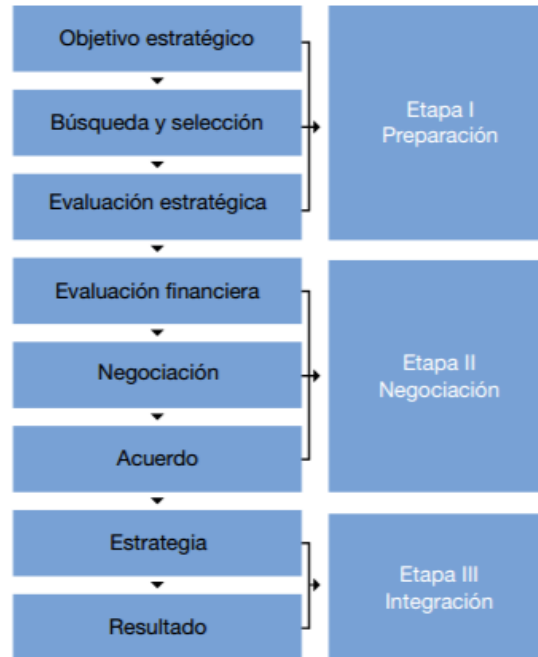 Objetivo estratégico
Búsqueda y selección
Evaluación estratégica
Etapa I
Preparación
Evaluación financiera
Negociación
Acuerdo
Etapa II
Negociación
Estrategia
Resultado
Etapa III
Integración